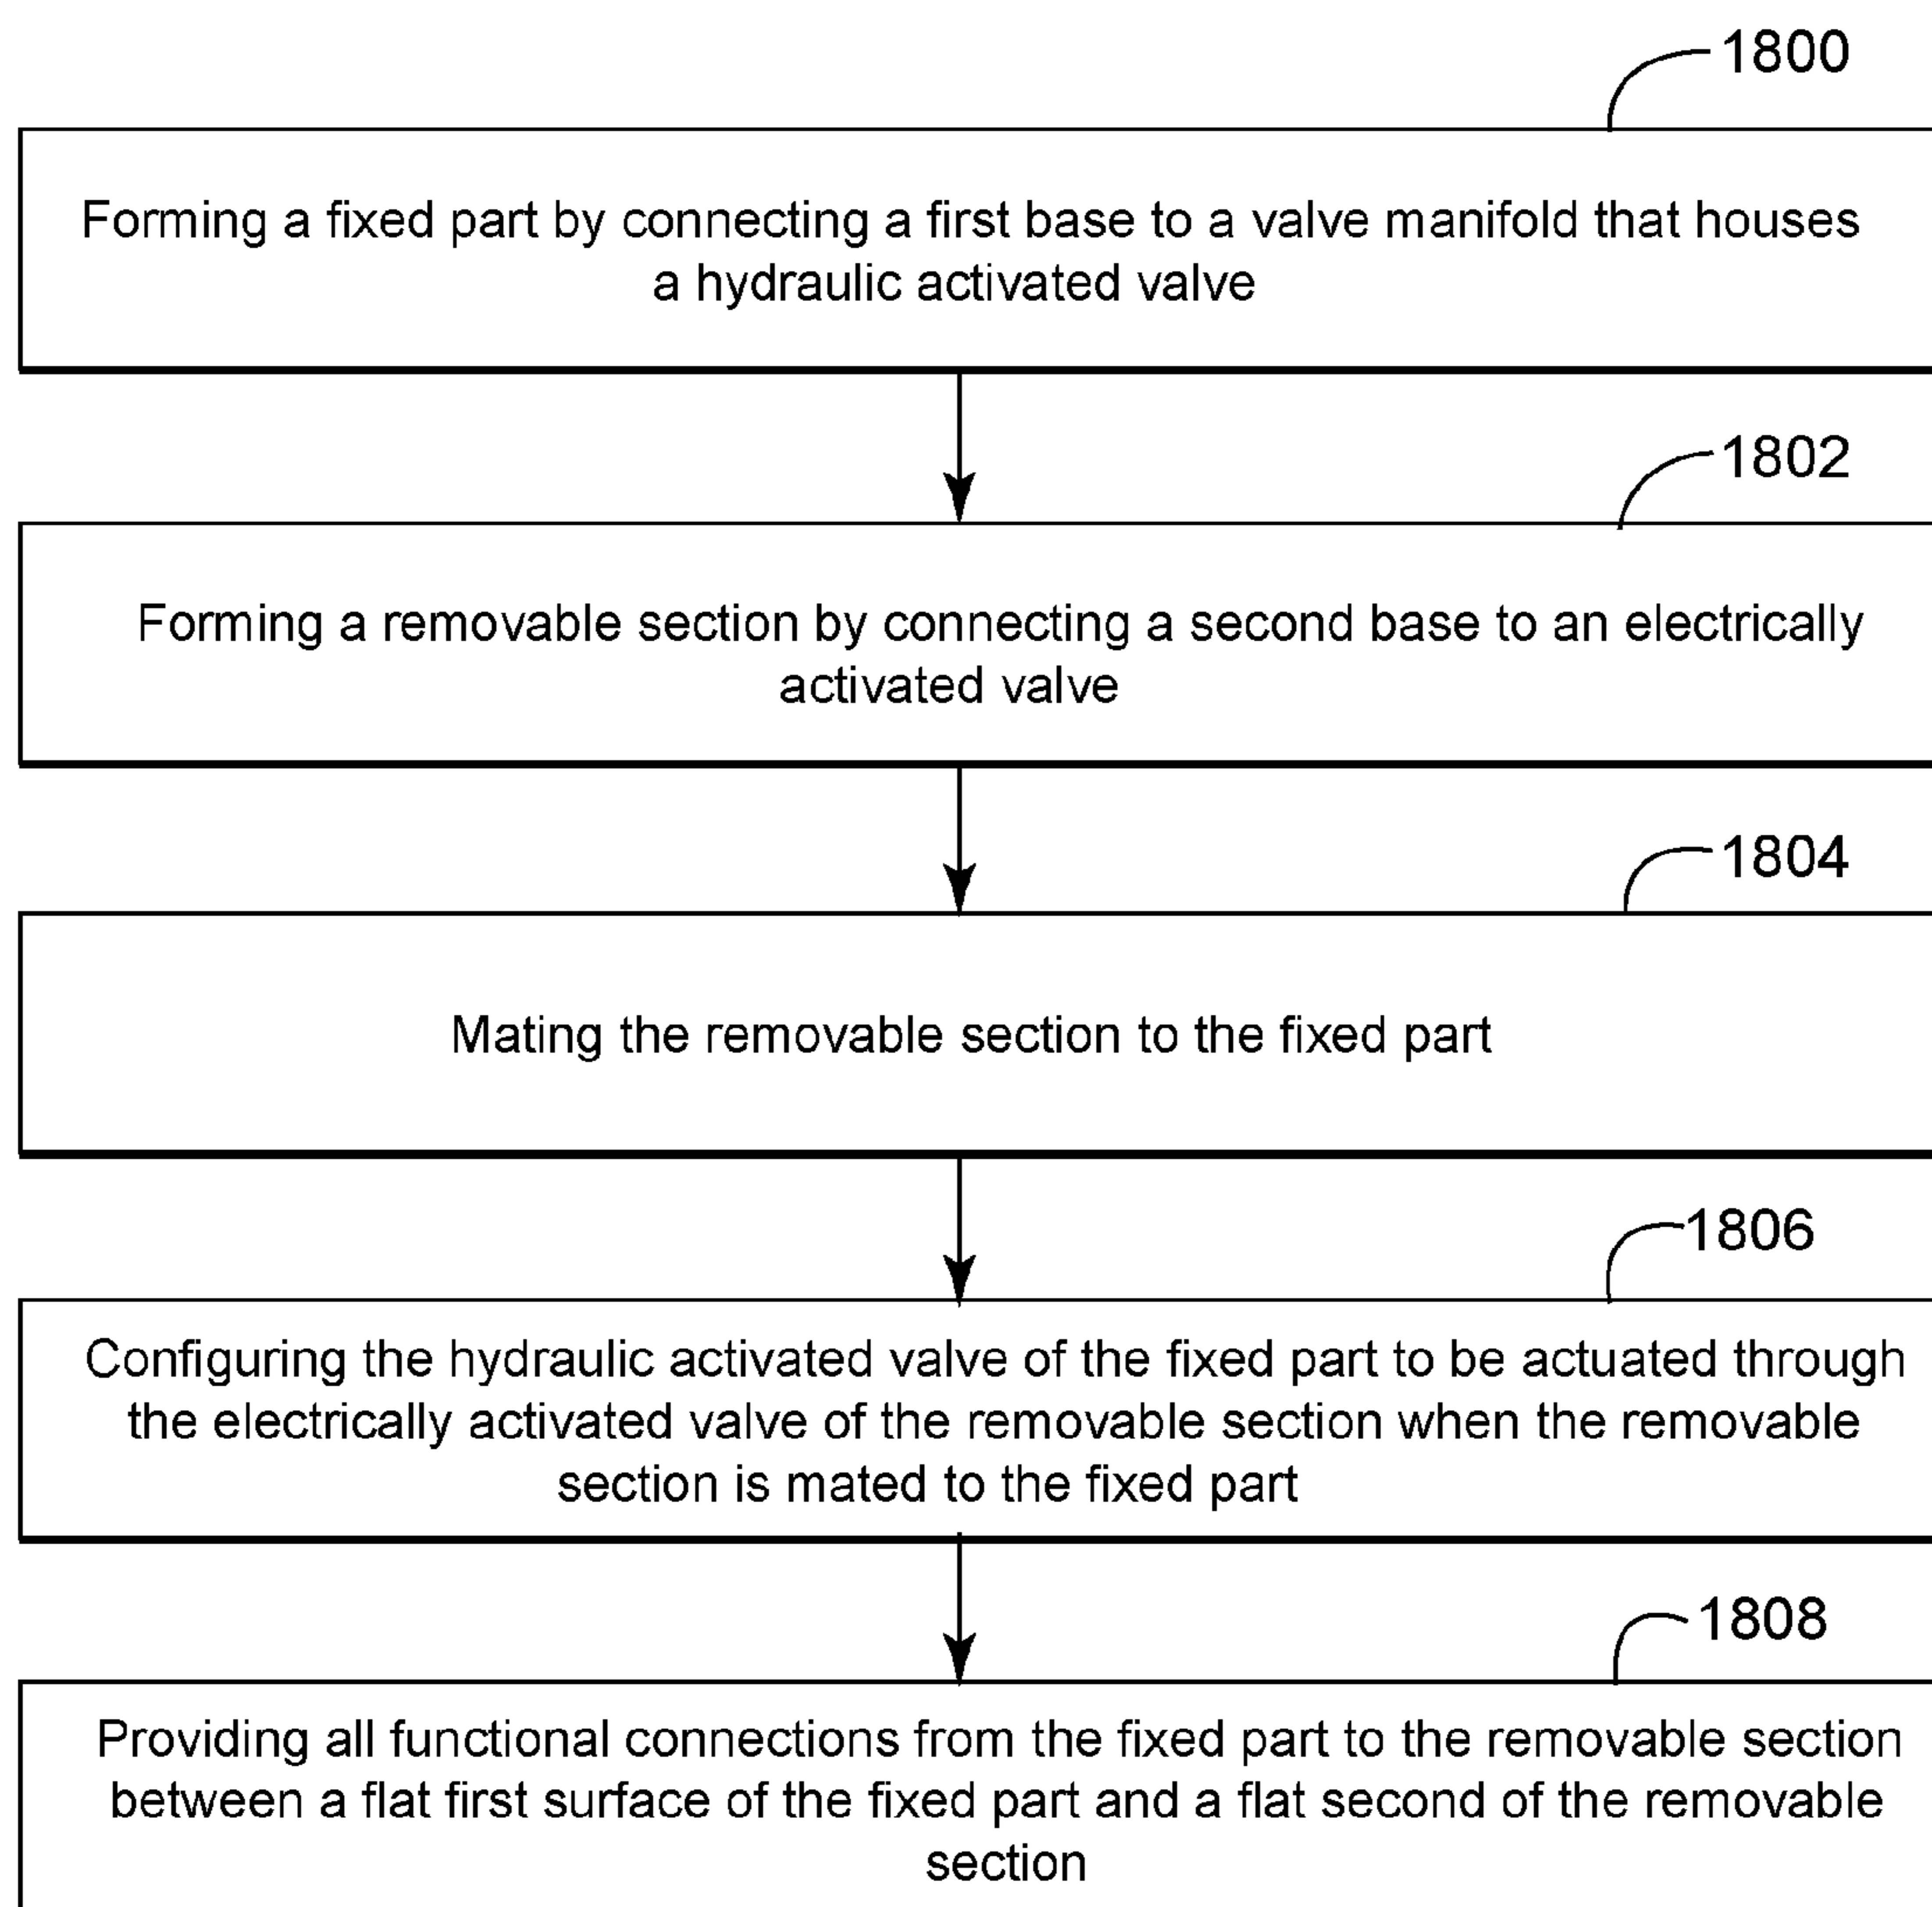 1800
Forming a fixed part by connecting a first base to a valve manifold that houses
a hydraulic activated valve
1802
Forming a removable section by connecting a second base to an electrically
activated valve
1804
Mating the removable section to the fixed part
1806
Configuring the hydraulic activated valve of the fixed part to be actuated through
the electrically activated valve of the removable section when the removable
section is mated to the fixed part
1808
Providing all functional connections from the fixed part to the removable section
between a flat first surface of the fixed part and a flat second of the removable
section